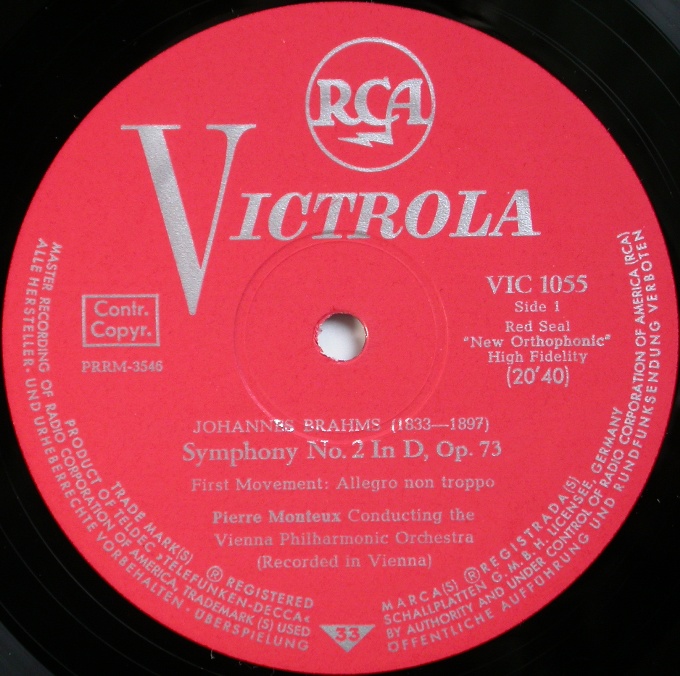 RCA
VICTROLA
VIC 1055
Side 1
Contr.
Copyr.
Red Seal
"New Orthophonic"
High Fidelity
PRRM-3546
(20'40)
JOHANNES BRAHMS (1833—1897)
Symphony No. 2 In D, Op. 73
First Movement: Allegro non troppo
Pierre Monteux Conducting the
Vienna Philharmonic Orchestra
(Recorded in Vienna)
33
TRADE MARK(S) ® REGISTERED
PRODUCT OF TELDEC »TELEFUNKEN-DECCA«
MASTER RECORDING OF RADIO CORPORATION OF AMERICA, TRADEMARK (S) USED
ALLE HERSTELLER- UND URHEBERRECHTE VORBEHALTEN · ÜBERSPIELUNG
MARCA(S) ® REGISTRADA(S)
SCHALLPLATTEN G.M.B.H. LICENSEE, GERMANY
BY AUTHORITY AND UNDER CONTROL OF RADIO CORPORATION OF AMERICA (RCA)
ÖFFENTLICHE AUFFÜHRUNG UND RUNDFUNKSENDUNG VERBOTEN